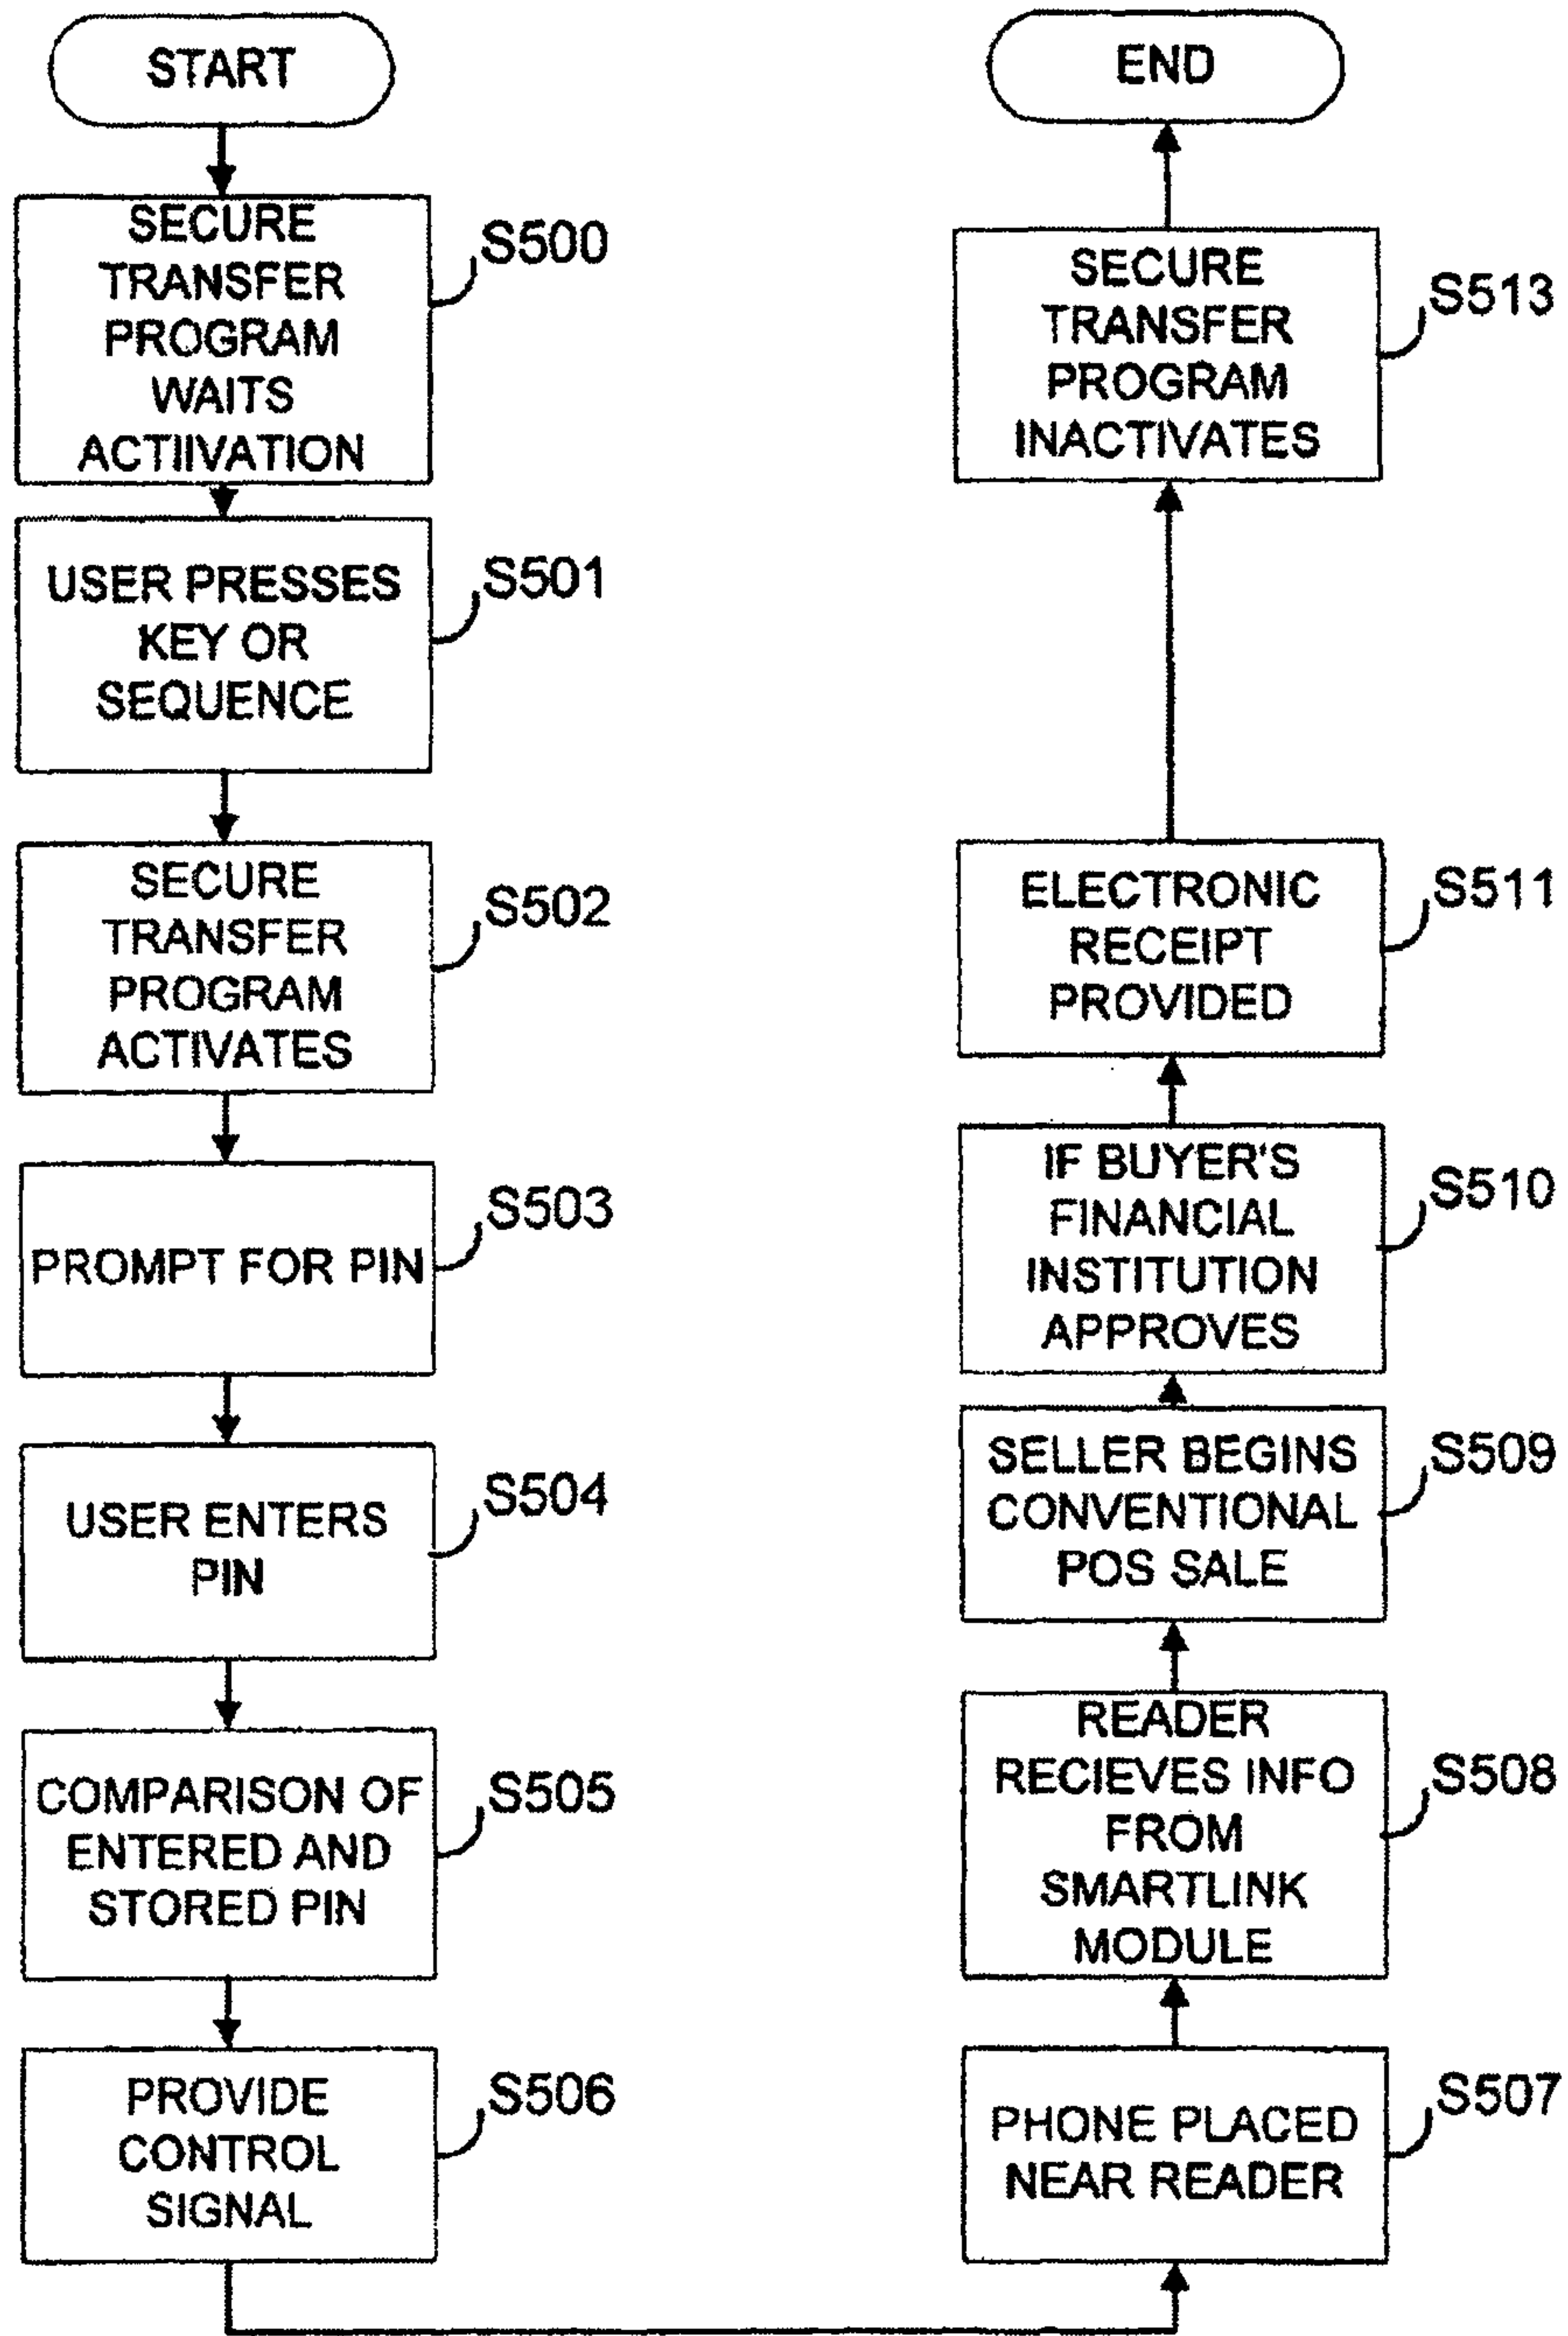 START
SECURE
TRANSFER
PROGRAM
WAITS
ACTIIVATION
S500
USER PRESSES
KEY OR
SEQUENCE
S501
SECURE
TRANSFER
PROGRAM
ACTIVATES
S502
PROMPT FOR PIN
S503
USER ENTERS
PIN
S504
COMPARISON OF
ENTERED AND
STORED PIN
S505
PROVIDE
CONTROL
SIGNAL
S506
PHONE PLACED
NEAR READER
S507
READER
RECIEVES INFO
FROM
SMARTLINK
MODULE
S508
SELLER BEGINS
CONVENTIONAL
POS SALE
S509
IF BUYER'S
FINANCIAL
INSTITUTION
APPROVES
S510
ELECTRONIC
RECEIPT
PROVIDED
S511
SECURE
TRANSFER
PROGRAM
INACTIVATES
S513
END